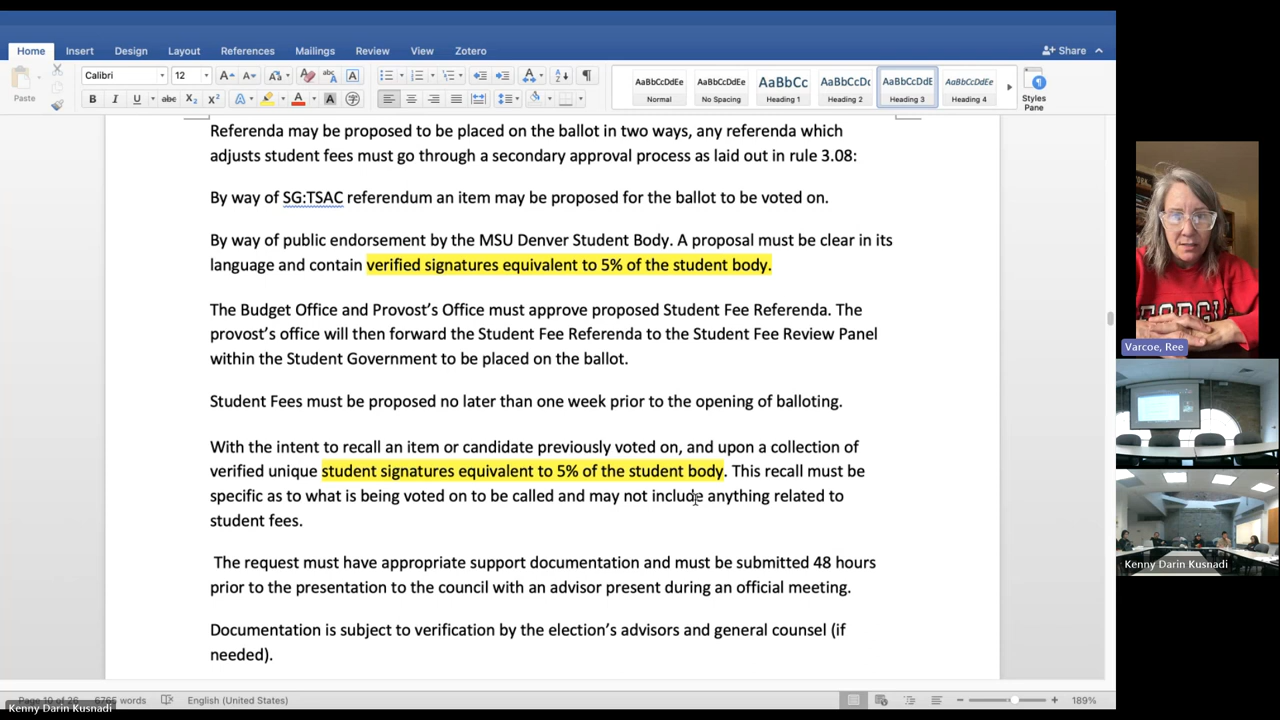 Home Insert Design Layout References Mailings Review View Zotero Share
Calibri 12
Paste
AaBbCcDdEe AaBbCcDdEe AaBbCc AaBbCcDc AaBbCcDdE AaBbCcDdEe
Normal No Spacing Heading 1 Heading 2 Heading 3 Heading 4 Styles Pane
Referenda may be proposed to be placed on the ballot in two ways, any referenda which
adjusts student fees must go through a secondary approval process as laid out in rule 3.08:
By way of SG:TSAC referendum an item may be proposed for the ballot to be voted on.
By way of public endorsement by the MSU Denver Student Body. A proposal must be clear in its
language and contain verified signatures equivalent to 5% of the student body.
The Budget Office and Provost's Office must approve proposed Student Fee Referenda. The
provost's office will then forward the Student Fee Referenda to the Student Fee Review Panel
within the Student Government to be placed on the ballot.
Student Fees must be proposed no later than one week prior to the opening of balloting.
With the intent to recall an item or candidate previously voted on, and upon a collection of
verified unique student signatures equivalent to 5% of the student body. This recall must be
specific as to what is being voted on to be called and may not include anything related to
student fees.
The request must have appropriate support documentation and must be submitted 48 hours
prior to the presentation to the council with an advisor present during an official meeting.
Documentation is subject to verification by the election's advisors and general counsel (if
needed).
Page 19 of 26 6765 words English (United States) 189%
Kenny Darin Kusnadi
Varcoe, Ree
Kenny Darin Kusnadi